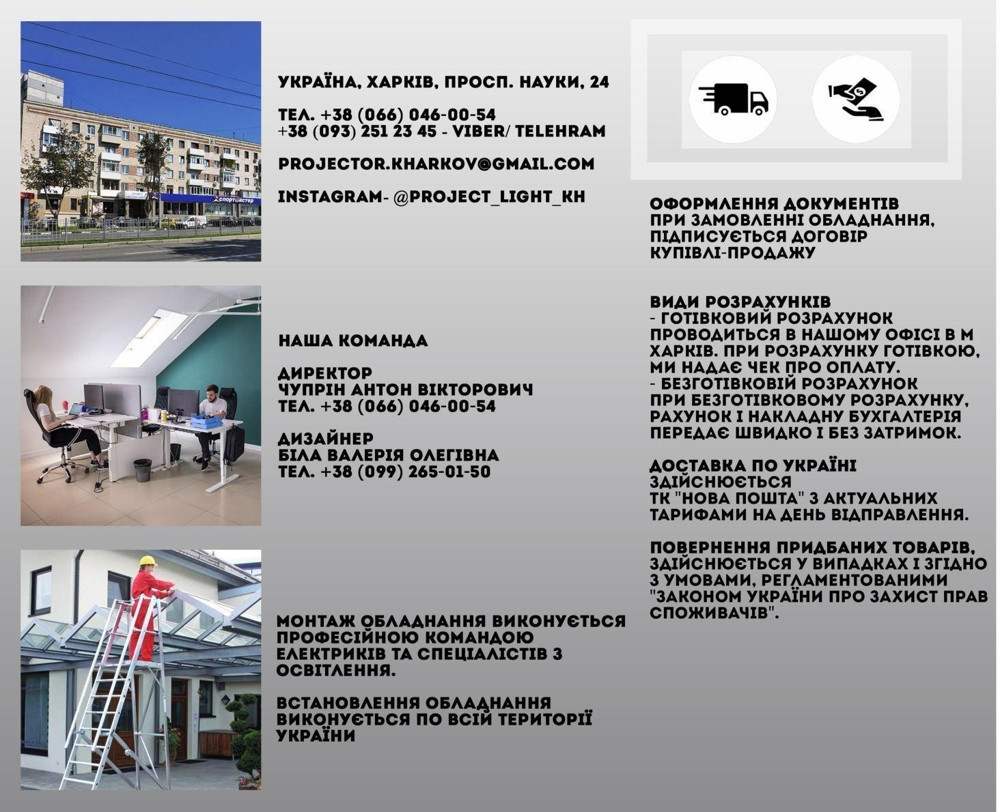 УКРАЇНА, ХАРКІВ, ПРОСП. НАУКИ, 24
ТЕЛ. +38 (066) 046-00-54
+38 (093) 251 23 45 - VIBER/ TELEHRAM
PROJECTOR.KHARKOV@GMAIL.COM
INSTAGRAM- @PROJECT_LIGHT_KH
спортмастер
НАША КОМАНДА
ДИРЕКТОР
ЧУПРІН АНТОН ВІКТОРОВИЧ
ТЕЛ. +38 (066) 046-00-54
ДИЗАЙНЕР
БІЛА ВАЛЕРІЯ ОЛЕГІВНА
ТЕЛ. +38 (099) 265-01-50
МОНТАЖ ОБЛАДНАННЯ ВИКОНУЄТЬСЯ
ПРОФЕСІЙНОЮ КОМАНДОЮ
ЕЛЕКТРИКІВ ТА СПЕЦІАЛІСТІВ З
ОСВІТЛЕННЯ.
ВСТАНОВЛЕННЯ ОБЛАДНАННЯ
ВИКОНУЄТЬСЯ ПО ВСІЙ ТЕРИТОРІЇ
УКРАЇНИ
ОФОРМЛЕННЯ ДОКУМЕНТІВ
ПРИ ЗАМОВЛЕННІ ОБЛАДНАННЯ,
ПІДПИСУЄТЬСЯ ДОГОВІР
КУПІВЛІ-ПРОДАЖУ
ВИДИ РОЗРАХУНКІВ
- ГОТІВКОВИЙ РОЗРАХУНОК
ПРОВОДИТЬСЯ В НАШОМУ ОФІСІ В М
ХАРКІВ. ПРИ РОЗРАХУНКУ ГОТІВКОЮ,
МИ НАДАЄ ЧЕК ПРО ОПЛАТУ.
- БЕЗГОТІВКОВІЙ РОЗРАХУНОК
ПРИ БЕЗГОТІВКОВОМУ РОЗРАХУНКУ,
РАХУНОК І НАКЛАДНУ БУХГАЛТЕРІЯ
ПЕРЕДАЄ ШВИДКО І БЕЗ ЗАТРИМОК.
ДОСТАВКА ПО УКРАЇНІ
ЗДІЙСНЮЄТЬСЯ
ТК "НОВА ПОШТА" З АКТУАЛЬНИХ
ТАРИФАМИ НА ДЕНЬ ВІДПРАВЛЕННЯ.
ПОВЕРНЕННЯ ПРИДБАНИХ ТОВАРІВ,
ЗДІЙСНЮЄТЬСЯ У ВИПАДКАХ І ЗГІДНО
З УМОВАМИ, РЕГЛАМЕНТОВАНИМИ
"ЗАКОНОМ УКРАЇНИ ПРО ЗАХИСТ ПРАВ
СПОЖИВАЧІВ".